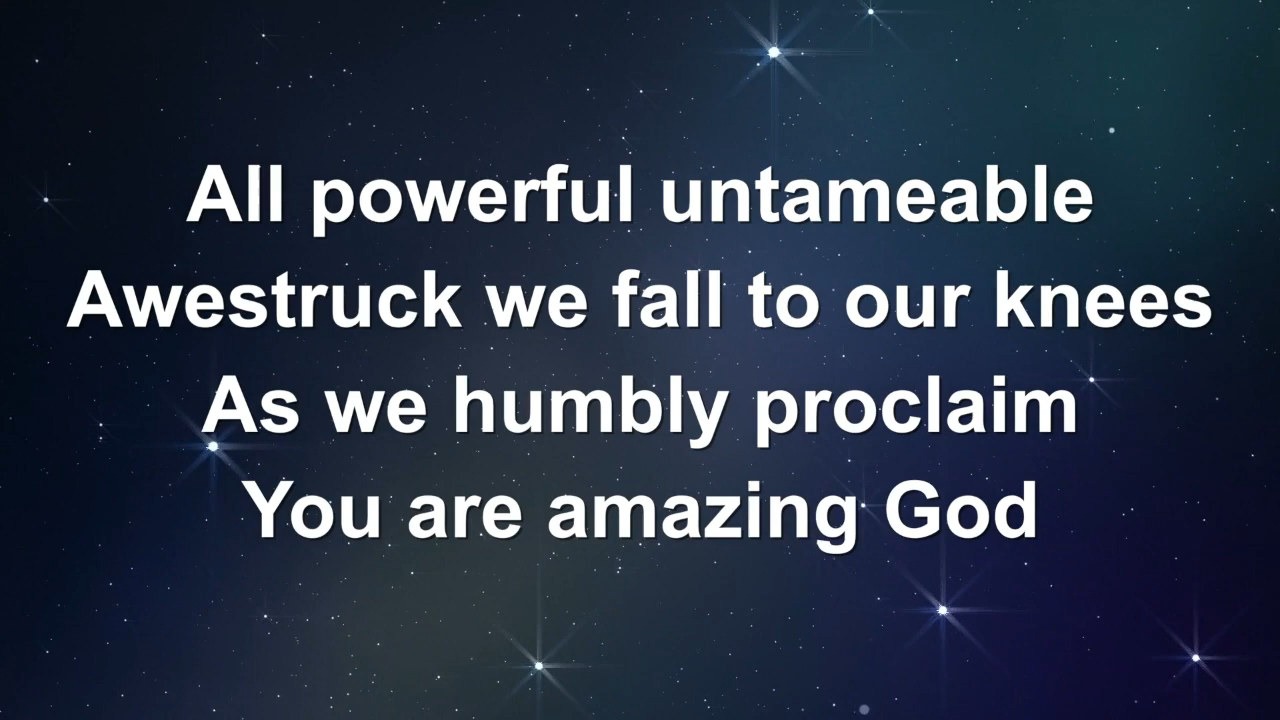 All powerful untameable
Awestruck we fall to our knees
As we humbly proclaim
You are amazing God